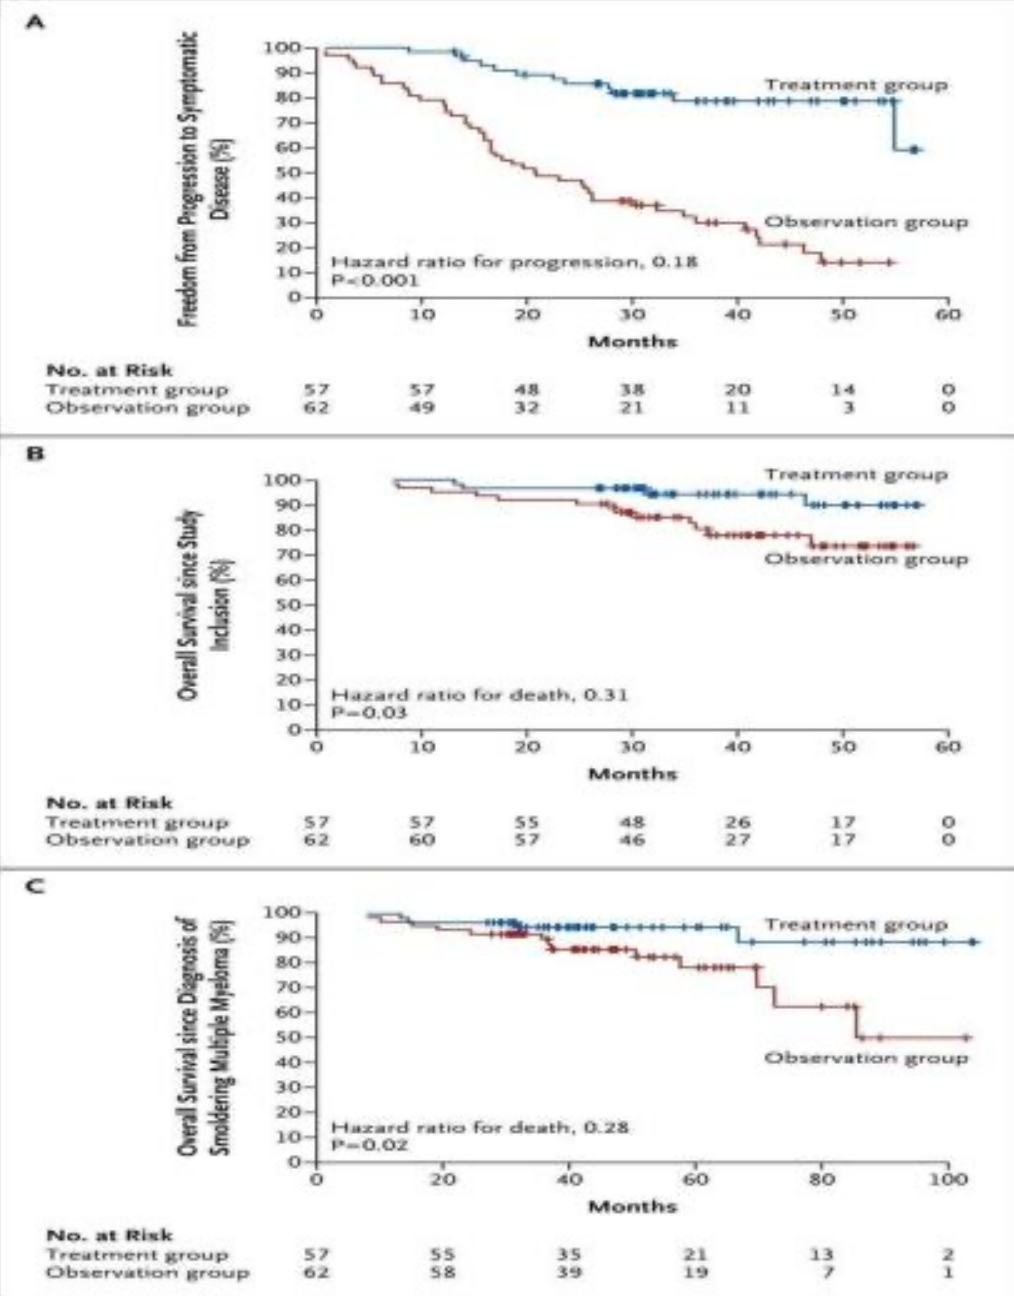 A
Freedom from Progression to Symptomatic
Disease (%)
100
90
80
70
60
50
40
30
20
10
0
Treatment group
Observation group
Hazard ratio for progression, 0.18
P<0.001
0 10 20 30 40 50 60
Months
No. at Risk
Treatment group 57 57 48 38 20 14 0
Observation group 62 49 32 21 11 3 0
B
Overall Survival since Study
Inclusion (%)
100
90
80
70
60
50
40
30
20
10
0
Treatment group
Observation group
Hazard ratio for death, 0.31
P=0.03
0 10 20 30 40 50 60
Months
No. at Risk
Treatment group 57 57 55 48 26 17 0
Observation group 62 60 57 46 27 17 0
C
Overall Survival since Diagnosis of
Smoldering Multiple Myeloma (%)
100
90
80
70
60
50
40
30
20
10
0
Treatment group
Observation group
Hazard ratio for death, 0.28
P=0.02
0 20 40 60 80 100
Months
No. at Risk
Treatment group 57 55 35 21 13 2
Observation group 62 58 39 19 7 1